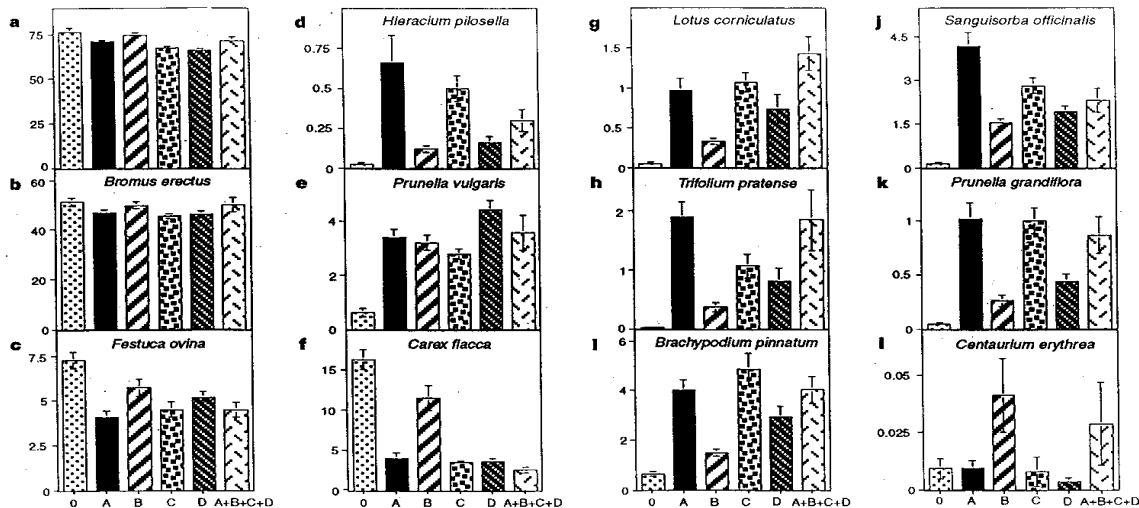 a
75
75
25
0
b
Bromus erectus
60
40
20
0
c
Festuca ovina
7.5
5
2.5
0
0 A B C D A+B+C+D
d
Hieracium pilosella
0.75
0.5
0.25
0
e
Prunella vulgaris
4
2
0
f
Carex flacca
15
10
5
0
A B C D A+B+C+D
g
Lotus corniculatus
1.5
1
0.5
0
h
Trifolium pratense
2
1
0
i
Brachypodium pinnatum
6
4
2
0
0 A B C D A+B+C+D
j
Sanguisorba officinalis
4.5
3
1.5
0
k
Prunella grandiflora
1
0.5
0
l
Centaurium erythrea
0.05
0.025
0
0 A B C D A+B+C+D